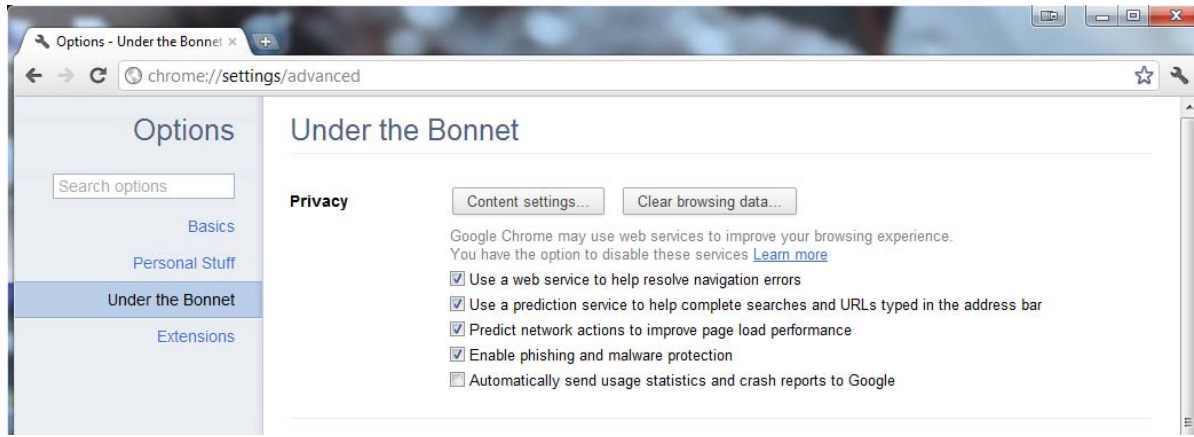 Options - Under the Bonnet
chrome://settings/advanced
Options
Under the Bonnet
Search options
Basics
Personal Stuff
Under the Bonnet
Extensions
Privacy
Content settings...
Clear browsing data...
Google Chrome may use web services to improve your browsing experience.
You have the option to disable these services Learn more
Use a web service to help resolve navigation errors
Use a prediction service to help complete searches and URLs typed in the address bar
Predict network actions to improve page load performance
Enable phishing and malware protection
Automatically send usage statistics and crash reports to Google